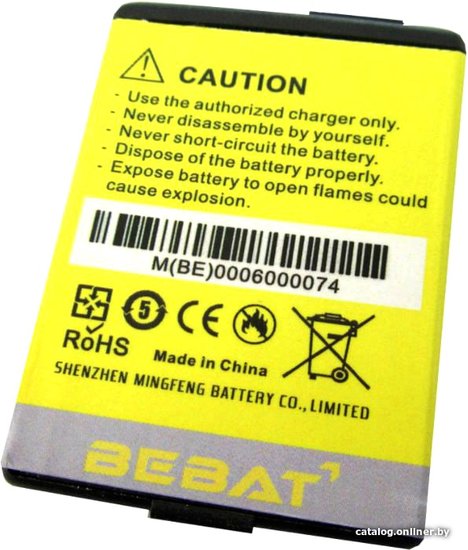 CAUTION
- Use the authorized charger only.
- Never disassemble by yourself.
- Never short-circuit the battery.
- Dispose of the battery properly.
- Expose battery to open flames could
cause explosion.
M(BE)0006000074
5
CE
RoHS
Made in China
SHENZHEN MINGFENG BATTERY CO., LIMITED
BEBAT
catalog.onliner.by